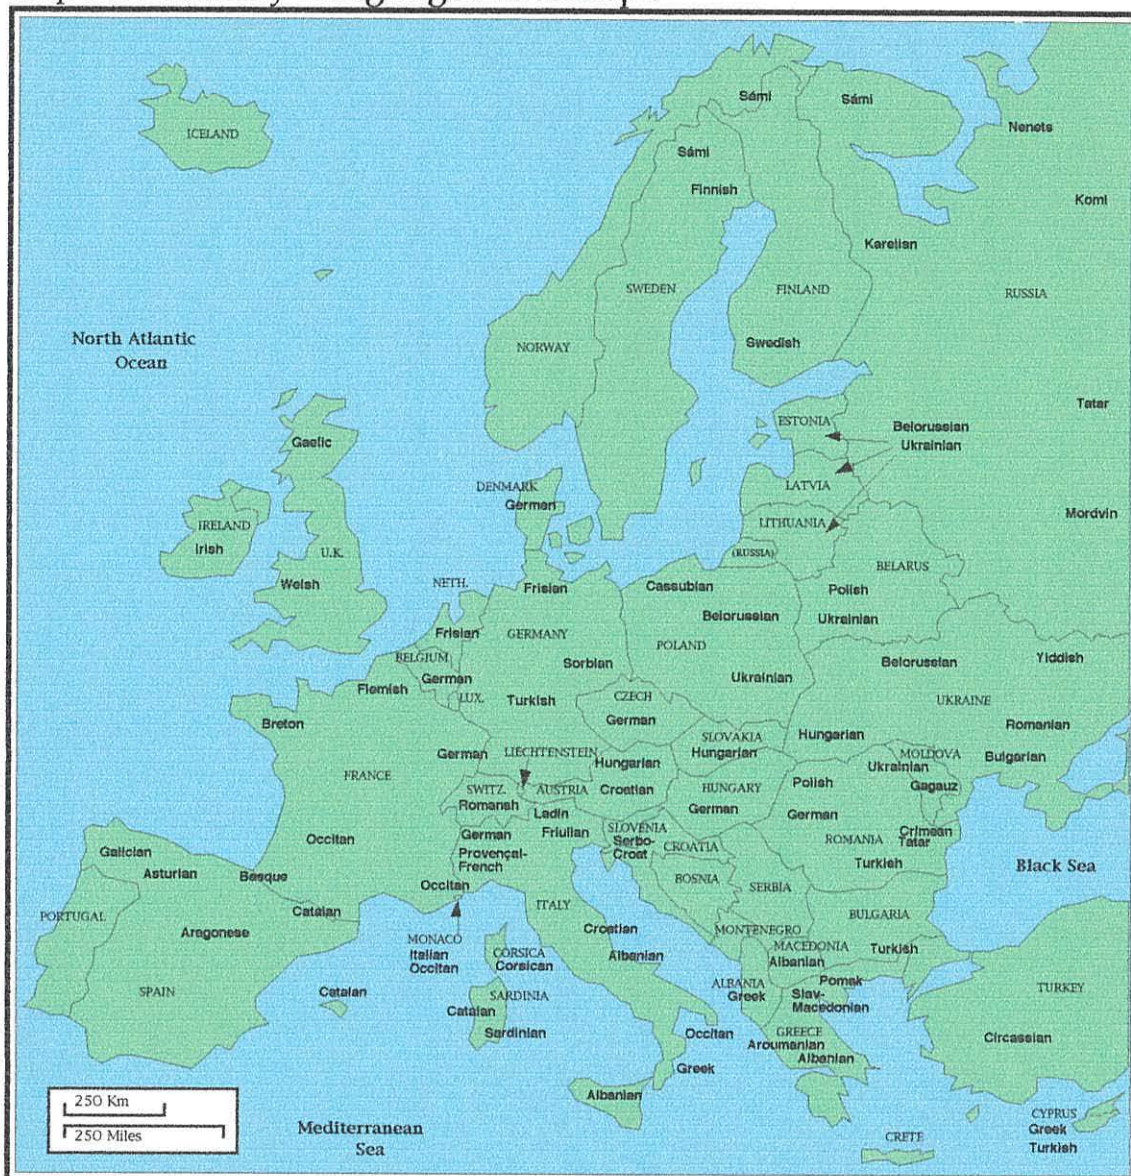 ICELAND
Sámi
Sámi
Nenets
Sámi
Finnish
Komi
Karelian
SWEDEN
FINLAND
RUSSIA
North Atlantic
Ocean
NORWAY
Swedish
Tatar
ESTONIA
Belorussian
Ukrainian
Gaelic
DENMARK
German
LATVIA
LITHUANIA
Mordvin
IRELAND
Irish
U.K.
(RUSSIA)
BELARUS
Welsh
NETH.
Frisian
Cassubian
Polish
Belorussian
Ukrainian
Frisian
GERMANY
POLAND
BELGIUM
German
Sorbian
Belorussian
Yiddish
Flemish
LUX.
Turkish
Ukrainian
CZECH
German
UKRAINE
Breton
Romanian
SLOVAKIA
Hungarian
Hungarian
German
LIECHTENSTEIN
Hungarian
MOLDOVA
Bulgarian
Ukrainian
FRANCE
SWITZ.
Romansh
AUSTRIA
Croatian
HUNGARY
German
Polish
Gagauz
Ladin
German
Occitan
German
Friulian
SLOVENIA
Serbo-
Croat
CROATIA
ROMANIA
Crimean
Tatar
Galician
Asturian
Basque
Provençal-
French
Turkish
Black Sea
Occitan
BOSNIA
SERBIA
PORTUGAL
Catalan
ITALY
BULGARIA
Aragonese
Croatian
MONTENEGRO
MONACO
Italian
Occitan
CORSICA
Corsican
Albanian
MACEDONIA
Albanian
Turkish
SPAIN
Catalan
SARDINIA
Catalan
Sardinian
ALBANIA
Greek
Pomak
Slav-
Macedonian
TURKEY
Occitan
GREECE
Aroumanian
Albanian
Circassian
Greek
Albanian
250 Km
250 Miles
Mediterranean
Sea
CRETE
CYPRUS
Greek
Turkish